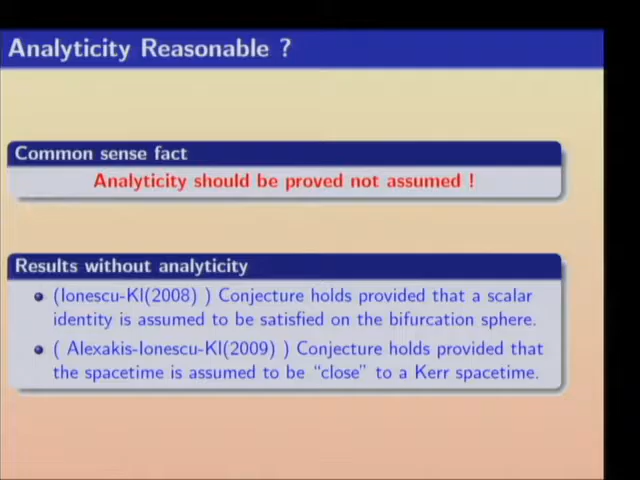 Analyticity Reasonable ?
Common sense fact
Analyticity should be proved not assumed !
Results without analyticity
(Ionescu-Kl(2008) ) Conjecture holds provided that a scalar
identity is assumed to be satisfied on the bifurcation sphere.
( Alexakis-Ionescu-Kl(2009) ) Conjecture holds provided that
the spacetime is assumed to be “close” to a Kerr spacetime.